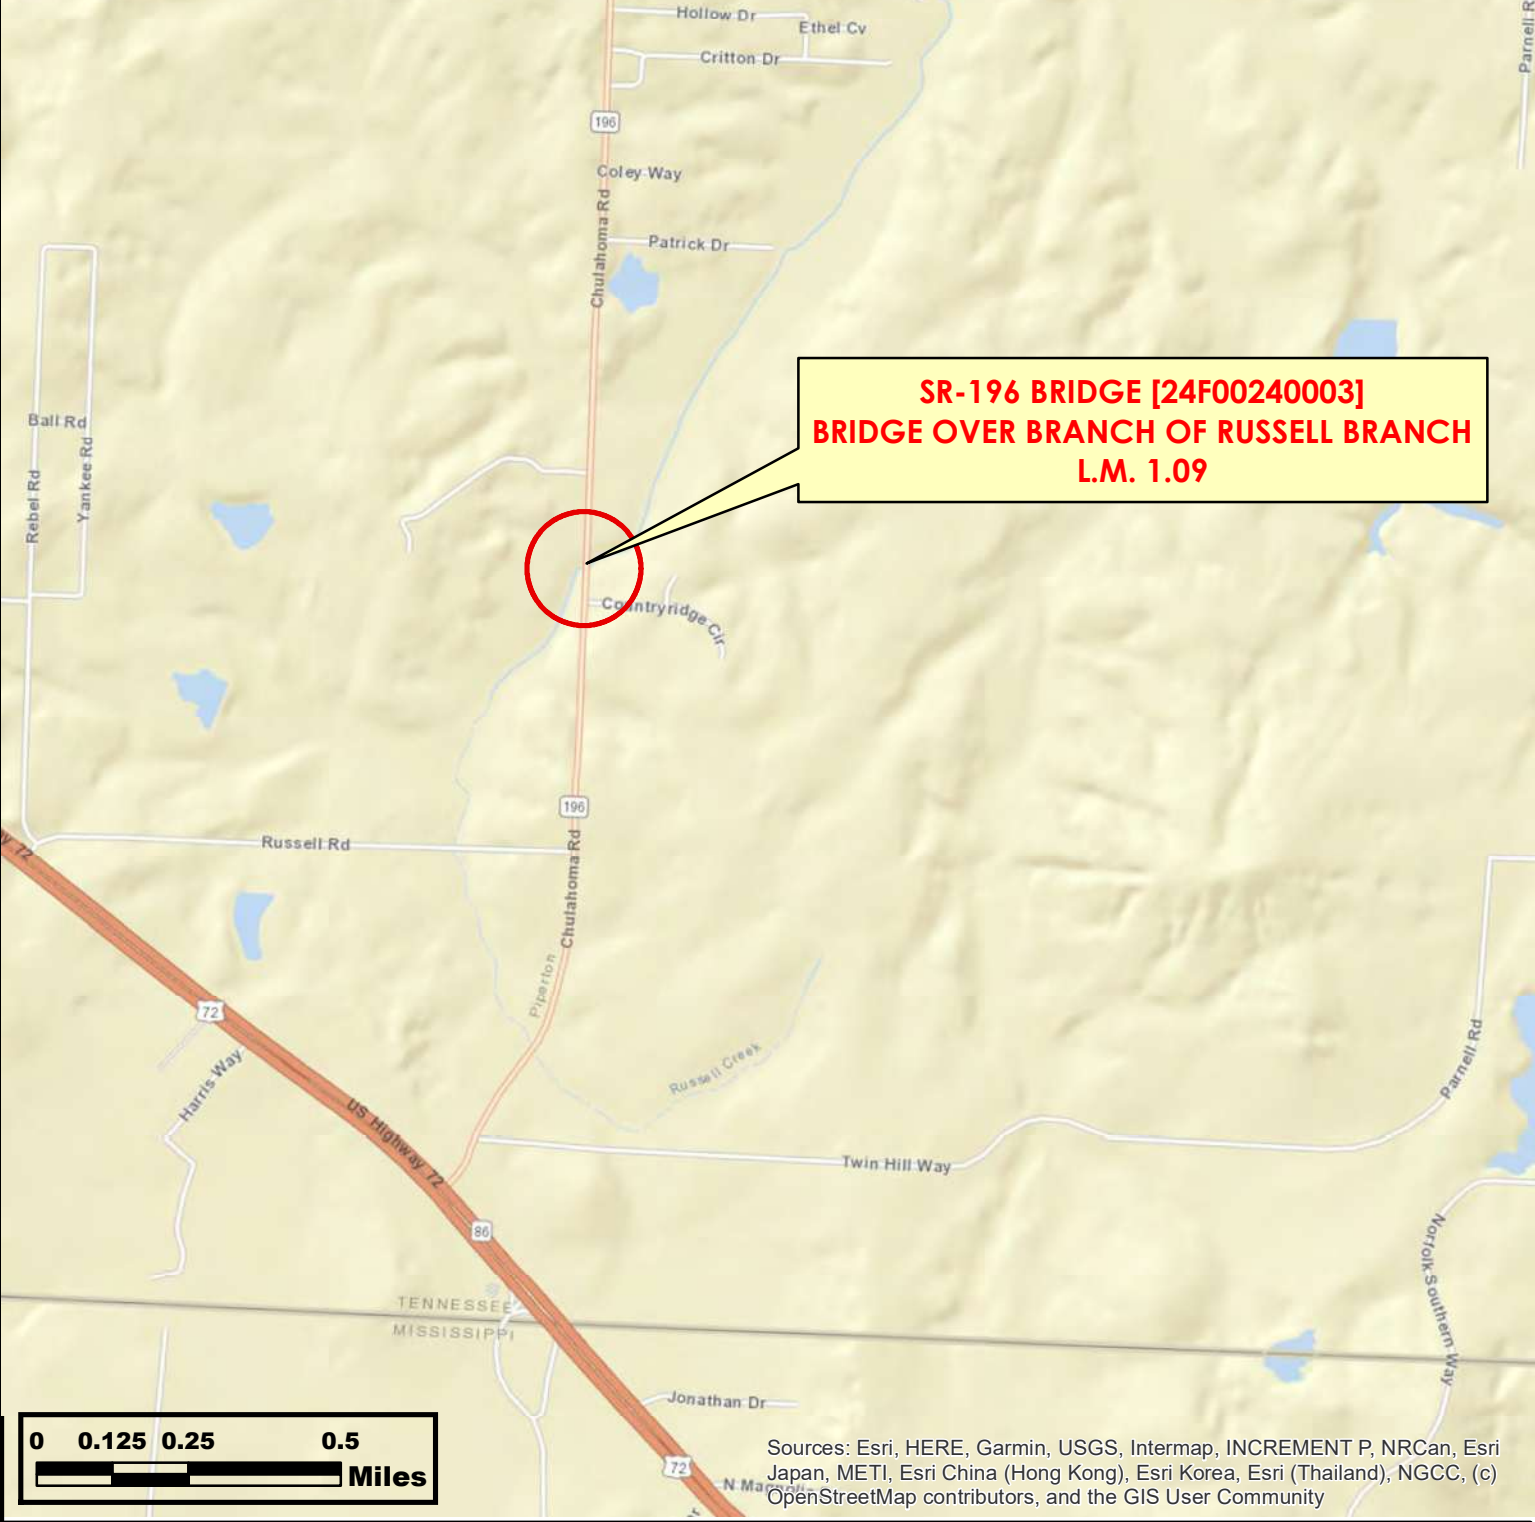 Hollow Dr
Ethel Cv
Critton Dr
Parnell R
196
Coley Way
Chulahoma Rd
Patrick Dr
SR-196 BRIDGE [24F00240003]
BRIDGE OVER BRANCH OF RUSSELL BRANCH
L.M. 1.09
Ball Rd
Rebel Rd
Yankee Rd
Countryridge Cir
196
Russell Rd
Chulahoma Rd
72
Piperton
72
Harris Way
Russell Creek
Parnell Rd
US Highway 72
Twin Hill Way
86
Norfolk Southern Way
TENNESSEE
MISSISSIPPI
Jonathan Dr
72
0 0.125 0.25 0.5
Miles
Sources: Esri, HERE, Garmin, USGS, Intermap, INCREMENT P, NRCan, Esri
Japan, METI, Esri China (Hong Kong), Esri Korea, Esri (Thailand), NGCC, (c)
OpenStreetMap contributors, and the GIS User Community